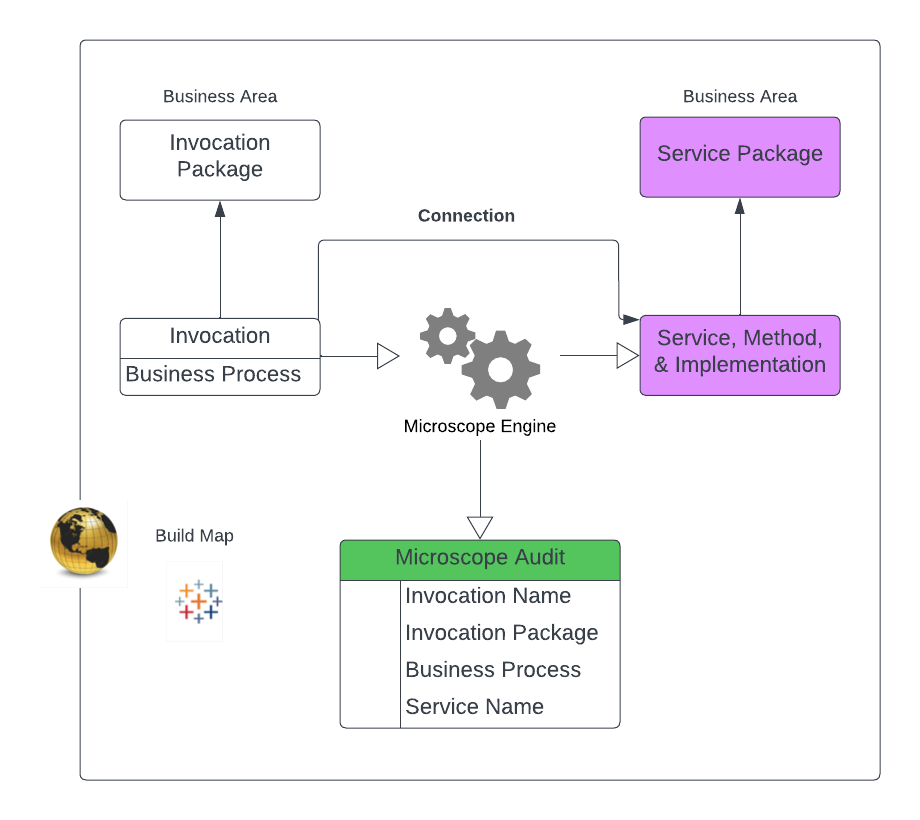 Business Area
Invocation
Package
Business Area
Service Package
Connection
Invocation
Business Process
Microscope Engine
Service, Method,
& Implementation
Build Map
Microscope Audit
Invocation Name
Invocation Package
Business Process
Service Name